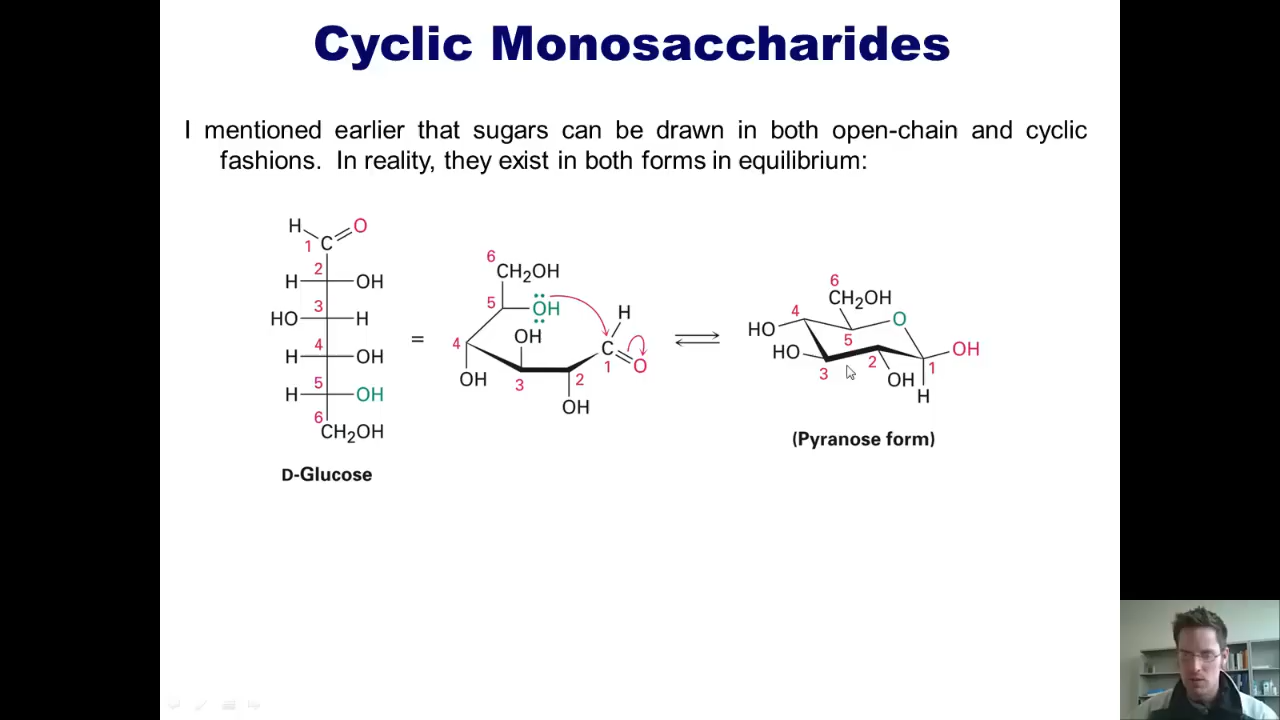 Cyclic Monosaccharides
I mentioned earlier that sugars can be drawn in both open-chain and cyclic
fashions. In reality, they exist in both forms in equilibrium:
H O
1 C
2
H OH
3
HO H
4
H OH
5
H OH
6
CH₂OH
D-Glucose
=
6
CH₂OH
5 OH
H
OH
4 C
1 O
OH 3 2
OH
6
CH₂OH
4 O
HO 5
HO OH
3 2 1
OH
H
(Pyranose form)